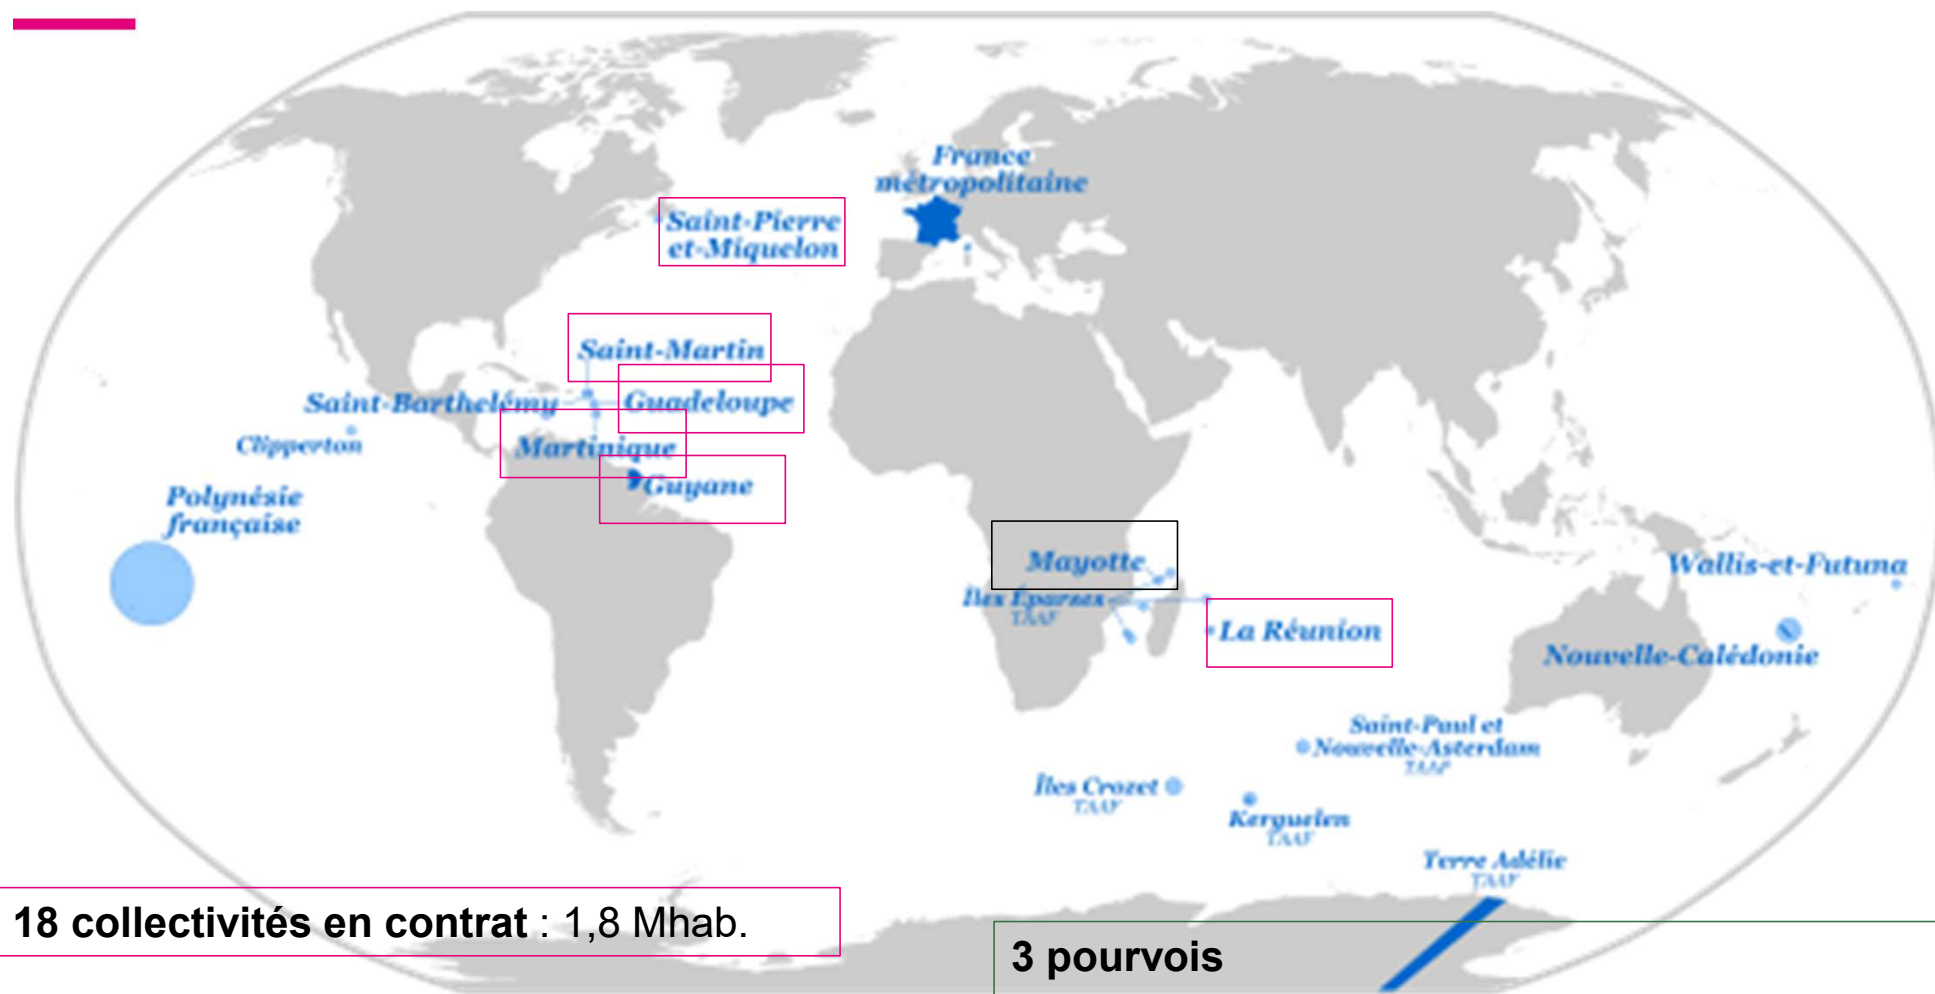 France
métropolitaine
Saint-Pierre
et-Miquelon
Saint-Martin
Saint-Barthelémy
Guadeloupe
Clipperton
Martinique
Guyane
Polynésie
française
Mayotte
Îles Éparses
TAAF
La Réunion
Wallis-et-Futuna
Nouvelle-Calédonie
Saint-Paul et
Nouvelle-Asterdam
TAAF
Îles Crozet
TAAF
Kerguelen
TAAF
Terre Adélie
TAAF
18 collectivités en contrat : 1,8 Mhab.
3 pourvois